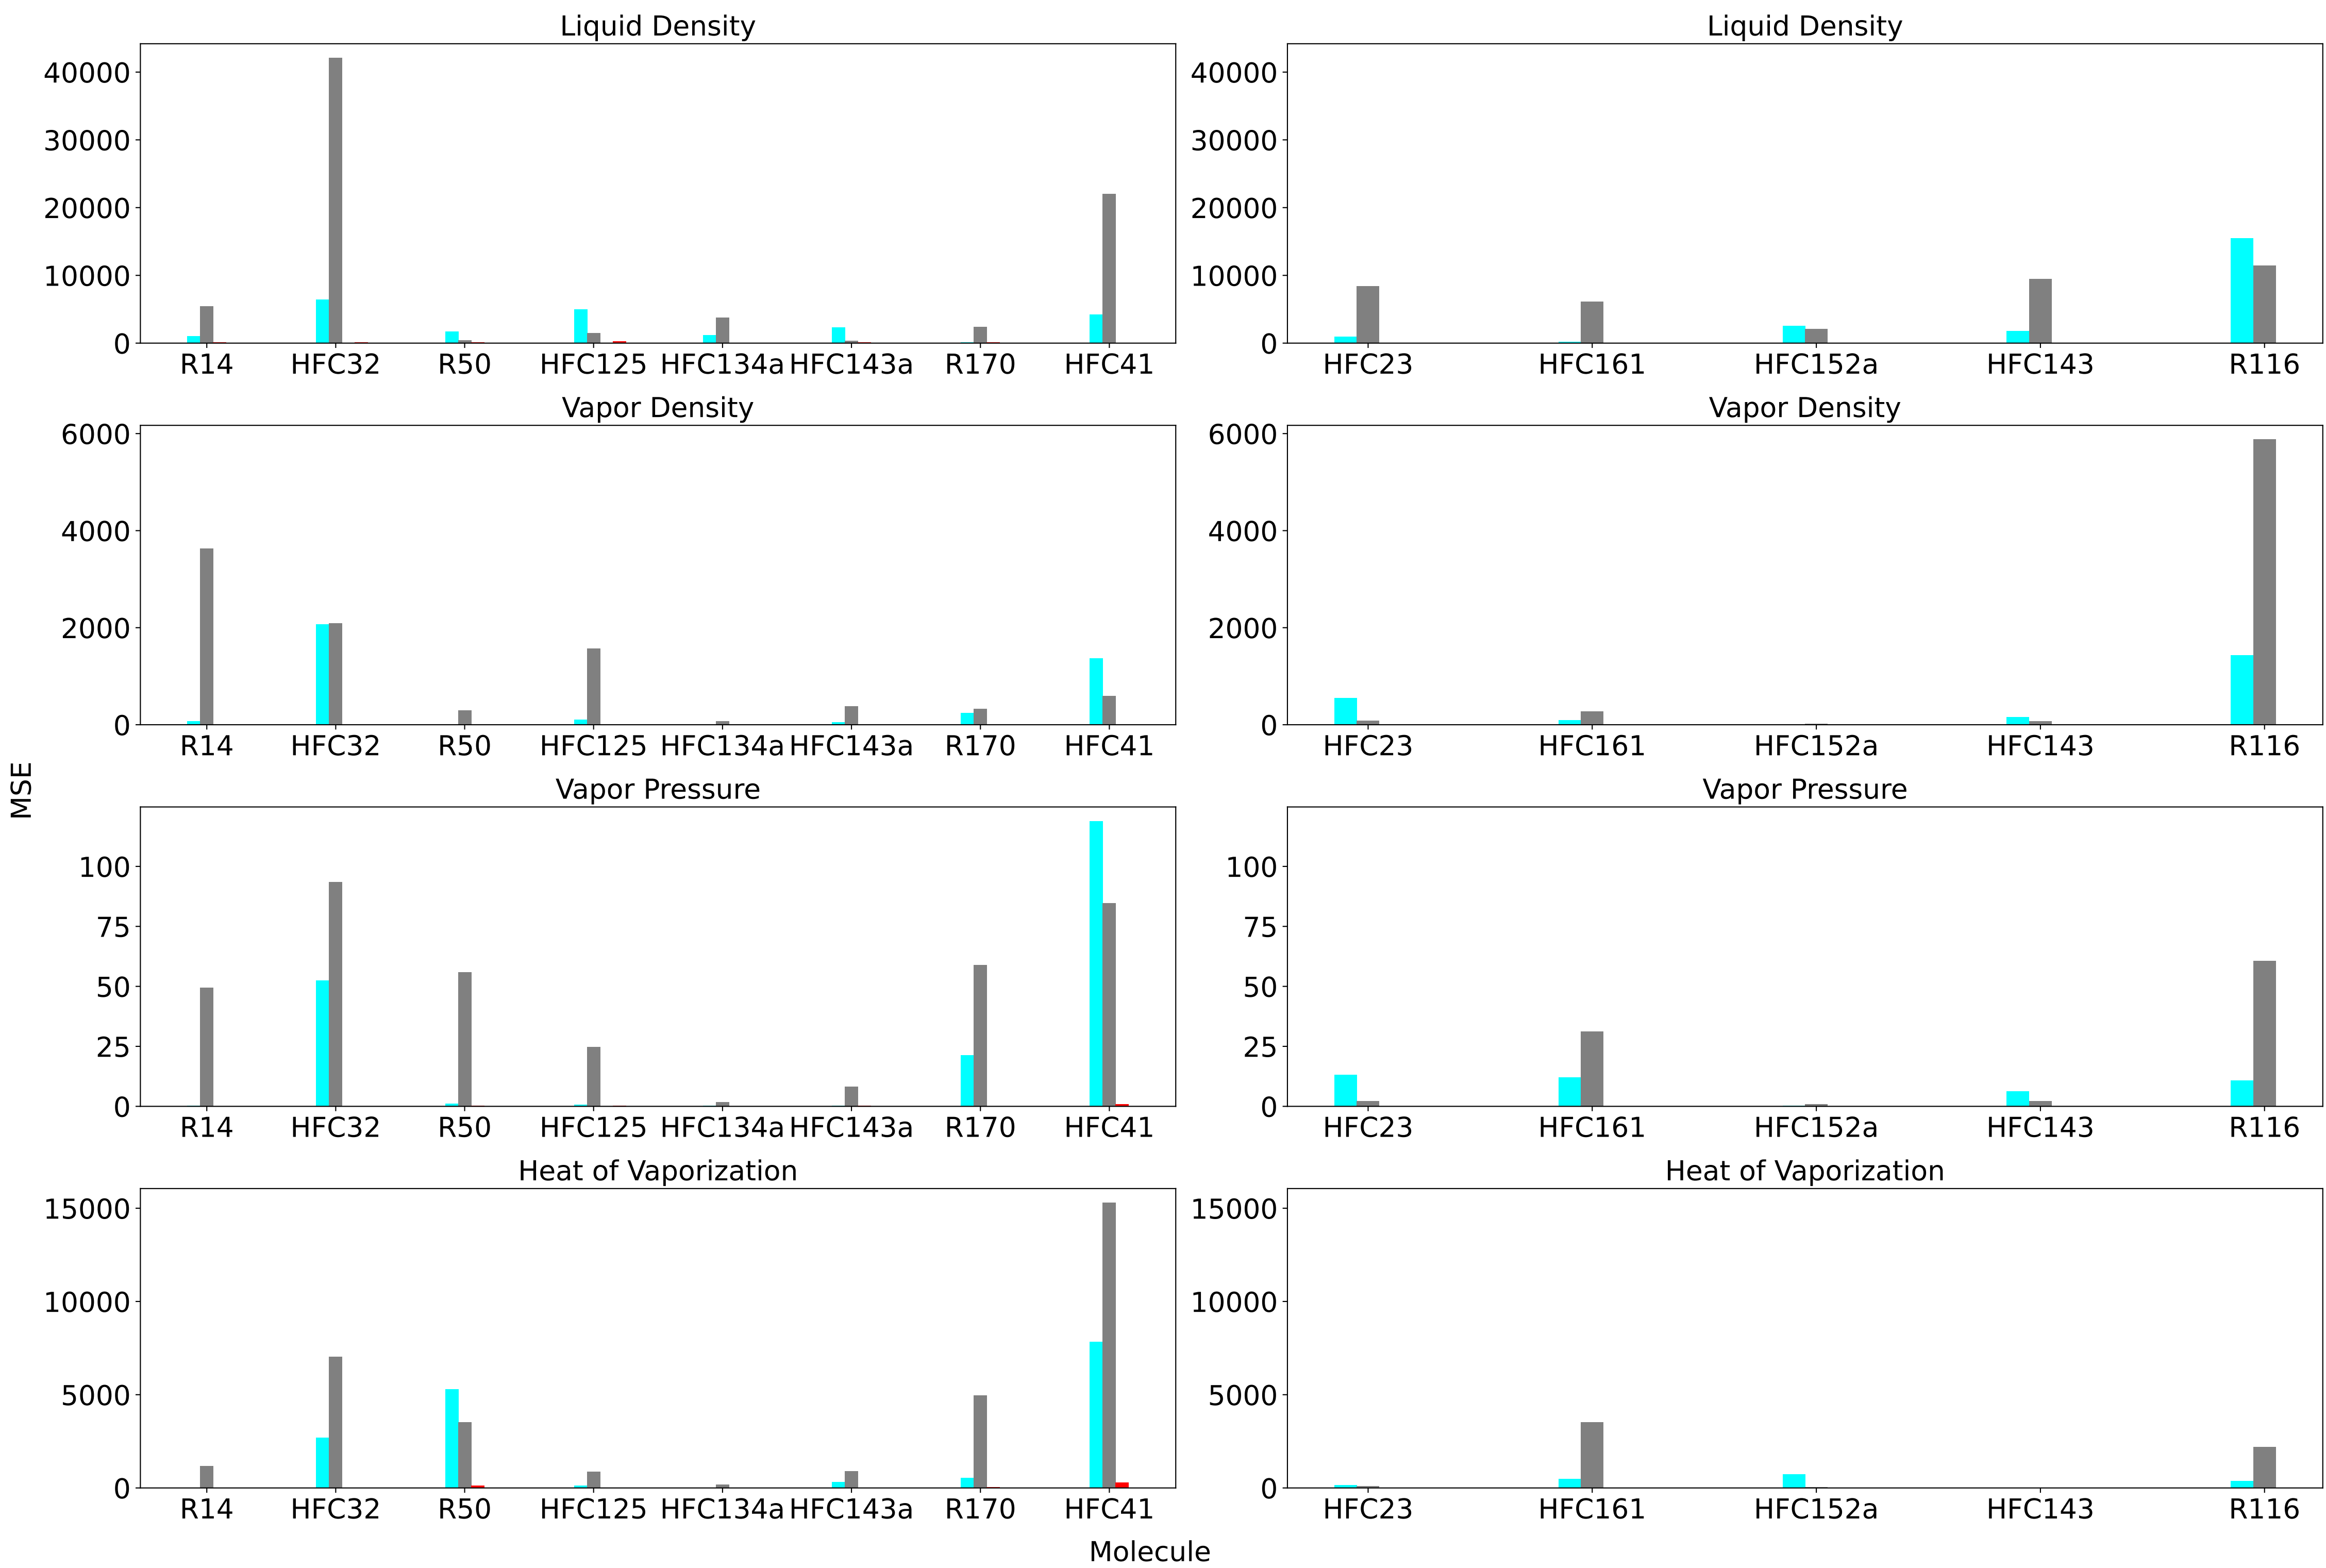 Liquid Density
40000
30000
20000
10000
0
R14 HFC32 R50 HFC125 HFC134a HFC143a R170 HFC41
Liquid Density
40000
30000
20000
10000
0
HFC23 HFC161 HFC152a HFC143 R116
Vapor Density
6000
4000
2000
0
R14 HFC32 R50 HFC125 HFC134a HFC143a R170 HFC41
Vapor Density
6000
4000
2000
0
HFC23 HFC161 HFC152a HFC143 R116
MSE
Vapor Pressure
100
75
50
25
0
R14 HFC32 R50 HFC125 HFC134a HFC143a R170 HFC41
Vapor Pressure
100
75
50
25
0
HFC23 HFC161 HFC152a HFC143 R116
Heat of Vaporization
15000
10000
5000
0
R14 HFC32 R50 HFC125 HFC134a HFC143a R170 HFC41
Heat of Vaporization
15000
10000
5000
0
HFC23 HFC161 HFC152a HFC143 R116
Molecule